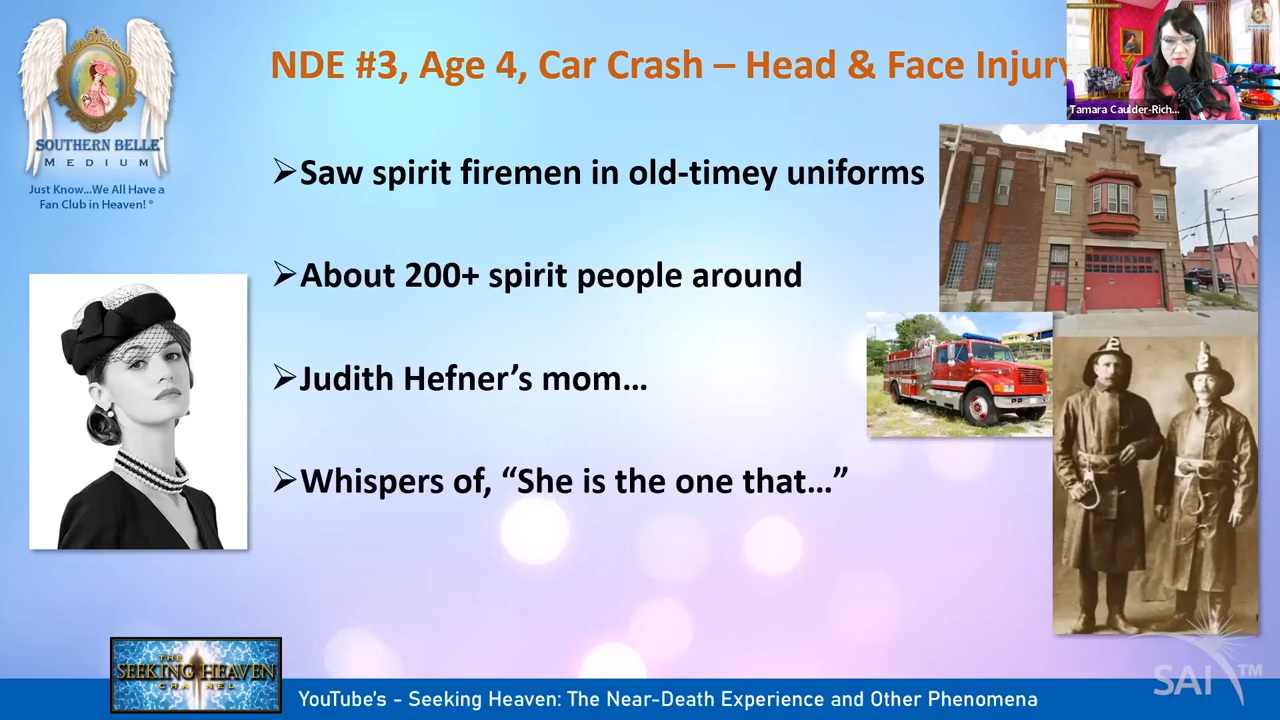 NDE #3, Age 4, Car Crash – Head & Face Injury
Tamara Caulder-Rich...
SOUTHERN BELLE®
MEDIUM
Just Know...We All Have a
Fan Club in Heaven! ®
➢Saw spirit firemen in old-timey uniforms
➢About 200+ spirit people around
➢Judith Hefner's mom…
➢Whispers of, “She is the one that…”
THE
SEEKING HEAVEN
CHANNEL
YouTube's - Seeking Heaven: The Near-Death Experience and Other Phenomena
SAI™